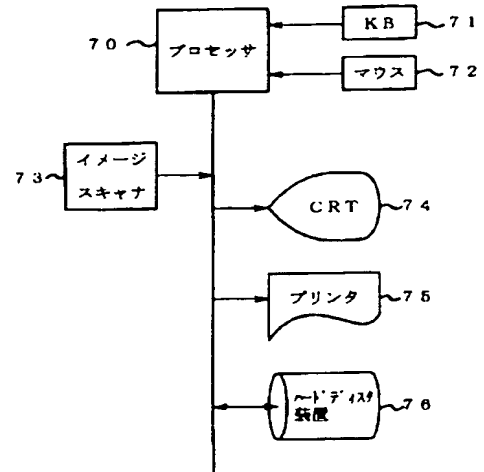 70
プロセッサ
KB
71
マウス
72
73
イメージ
スキャナ
CRT
74
プリンタ
75
ハードディスク
装置
76